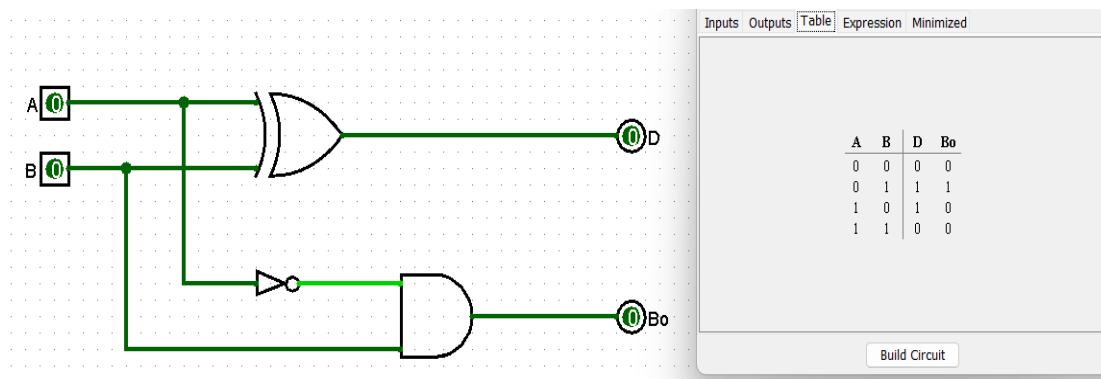 Inputs Outputs Table Expression Minimized
A 0
B 0
0 D
0 Bo
A B D Bo
0 0 0 0
0 1 1 1
1 0 1 0
1 1 0 0
Build Circuit